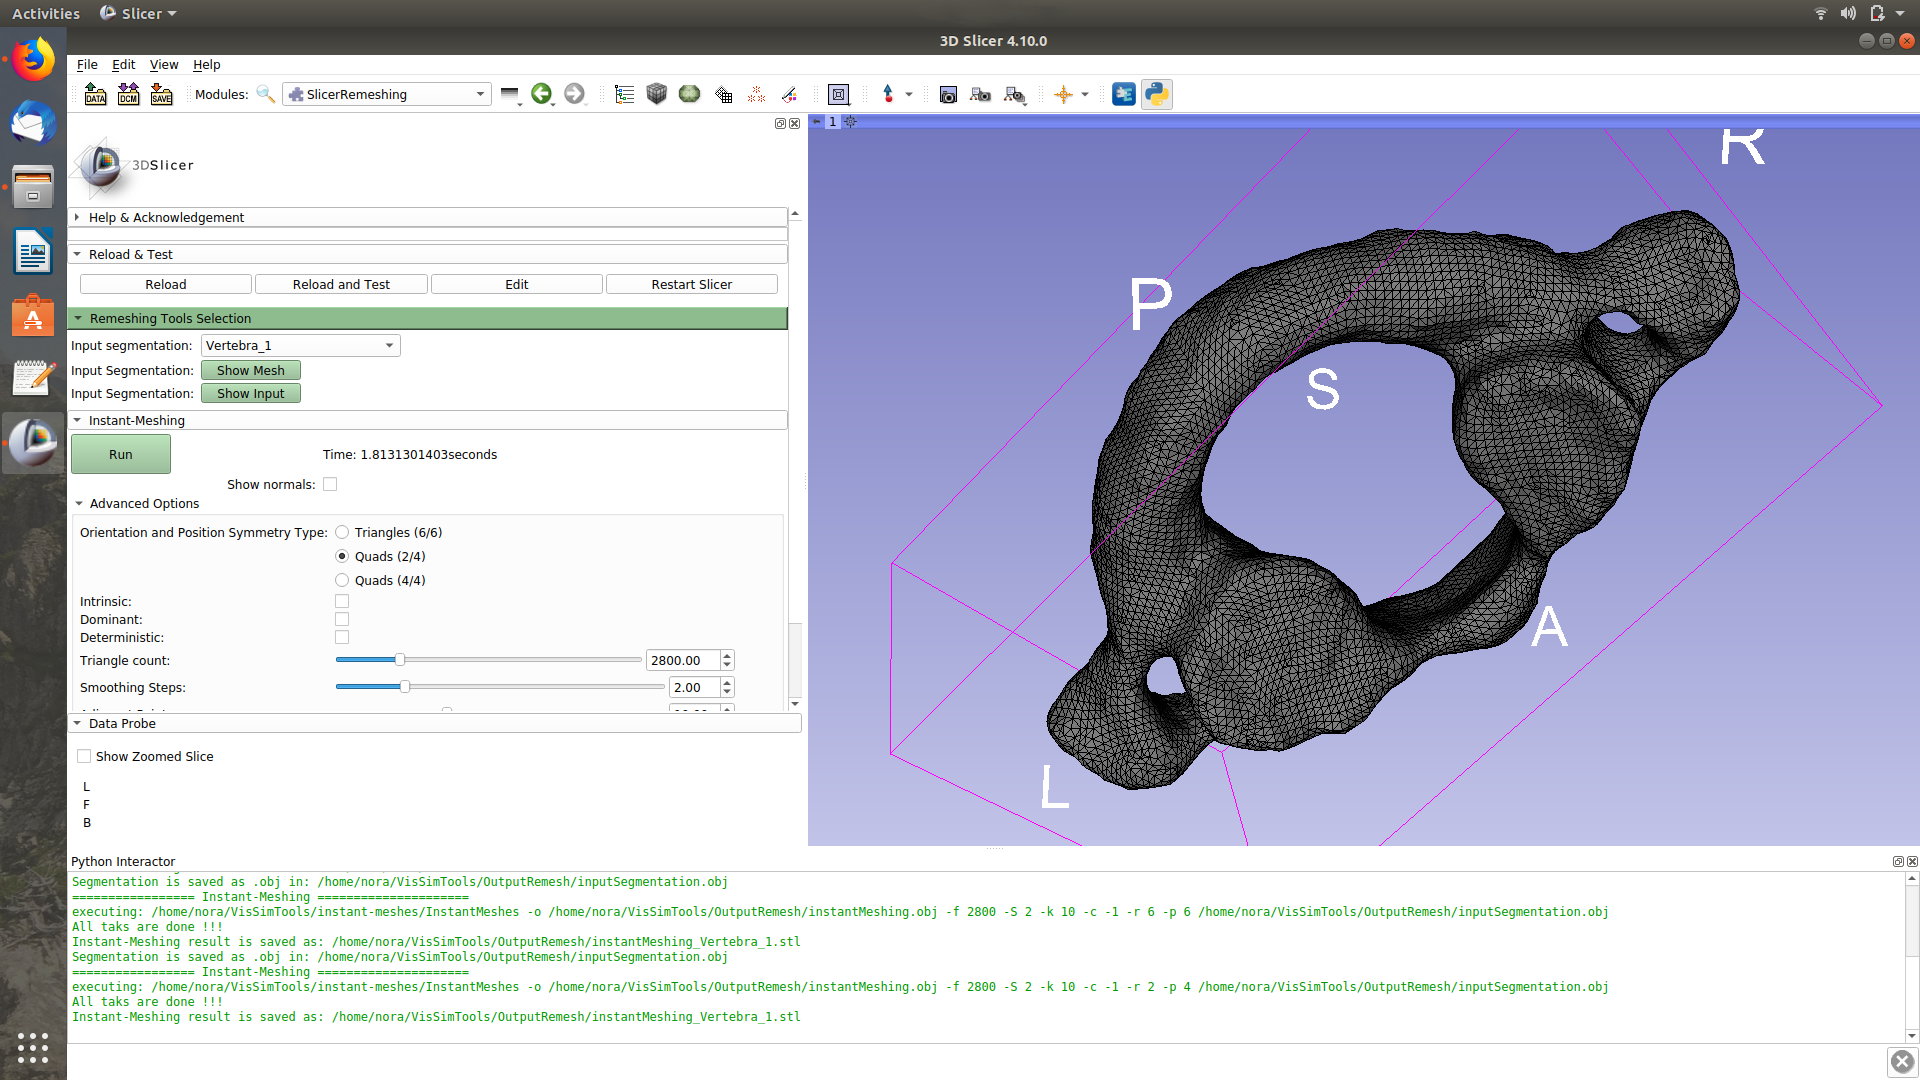 Activities
Slicer
3D Slicer 4.10.0
File Edit View Help
DATA DCM SAVE Modules: SlicerRemeshing
1
3DSlicer
Help & Acknowledgement
Reload & Test
Reload Reload and Test Edit Restart Slicer
Remeshing Tools Selection
Input segmentation: Vertebra_1
Input Segmentation: Show Mesh
Input Segmentation: Show Input
Instant-Meshing
Run Time: 1.8131301403seconds
Show normals:
Advanced Options
Orientation and Position Symmetry Type: Triangles (6/6)
Quads (2/4)
Quads (4/4)
Intrinsic:
Dominant:
Deterministic:
Triangle count: 2800.00
Smoothing Steps: 2.00
Data Probe
Show Zoomed Slice
L
F
B
R
P
S
A
L
Python Interactor
Segmentation is saved as .obj in: /home/nora/VisSimTools/OutputRemesh/inputSegmentation.obj
================= Instant-Meshing =====================
executing: /home/nora/VisSimTools/instant-meshes/InstantMeshes -o /home/nora/VisSimTools/OutputRemesh/instantMeshing.obj -f 2800 -S 2 -k 10 -c -1 -r 6 -p 6 /home/nora/VisSimTools/OutputRemesh/inputSegmentation.obj
All taks are done !!!
Instant-Meshing result is saved as: /home/nora/VisSimTools/OutputRemesh/instantMeshing_Vertebra_1.stl
Segmentation is saved as .obj in: /home/nora/VisSimTools/OutputRemesh/inputSegmentation.obj
================= Instant-Meshing =====================
executing: /home/nora/VisSimTools/instant-meshes/InstantMeshes -o /home/nora/VisSimTools/OutputRemesh/instantMeshing.obj -f 2800 -S 2 -k 10 -c -1 -r 2 -p 4 /home/nora/VisSimTools/OutputRemesh/inputSegmentation.obj
All taks are done !!!
Instant-Meshing result is saved as: /home/nora/VisSimTools/OutputRemesh/instantMeshing_Vertebra_1.stl